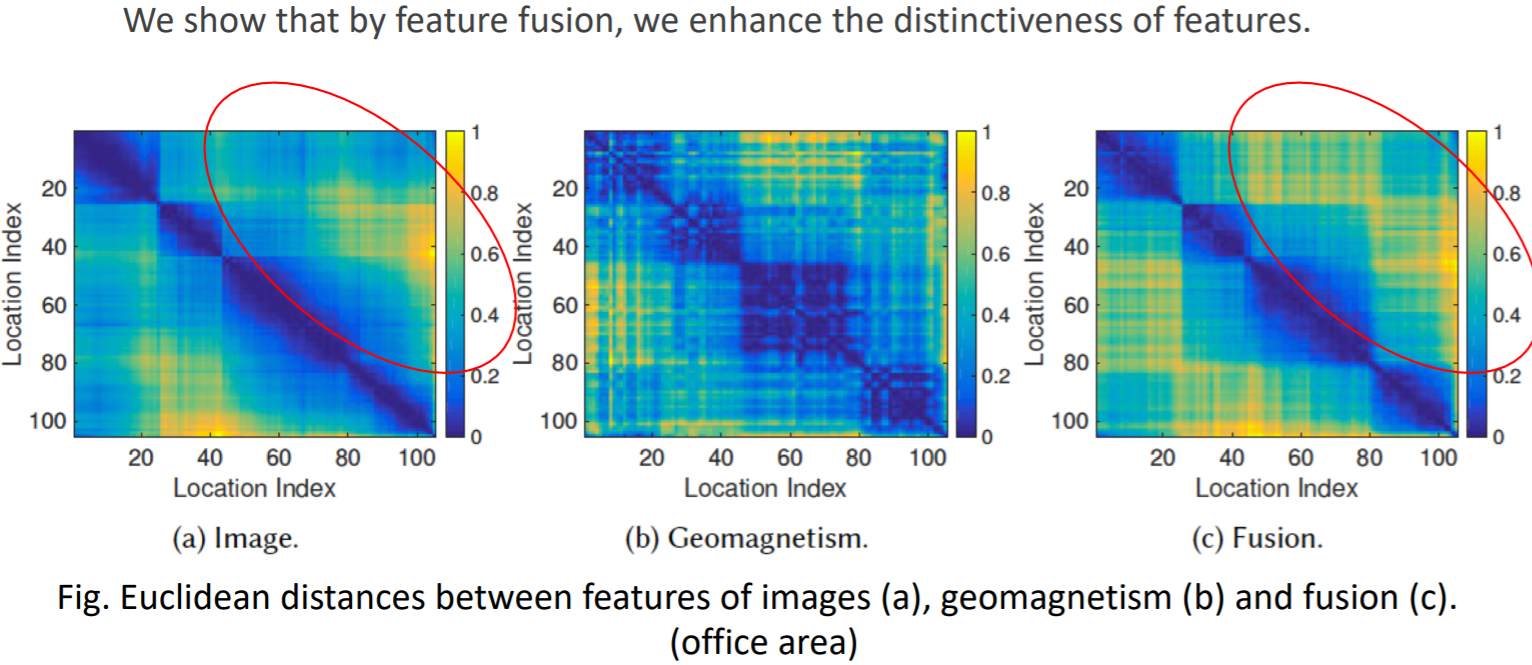 We show that by feature fusion, we enhance the distinctiveness of features.
Location Index
20
40
60
80
100
20 40 60 80 100
Location Index
1
0.8
0.6
0.4
0.2
0
(a) Image.
Location Index
20
40
60
80
100
20 40 60 80 100
Location Index
1
0.8
0.6
0.4
0.2
0
(b) Geomagnetism.
Location Index
20
40
60
80
100
20 40 60 80 100
Location Index
1
0.8
0.6
0.4
0.2
0
(c) Fusion.
Fig. Euclidean distances between features of images (a), geomagnetism (b) and fusion (c).
(office area)